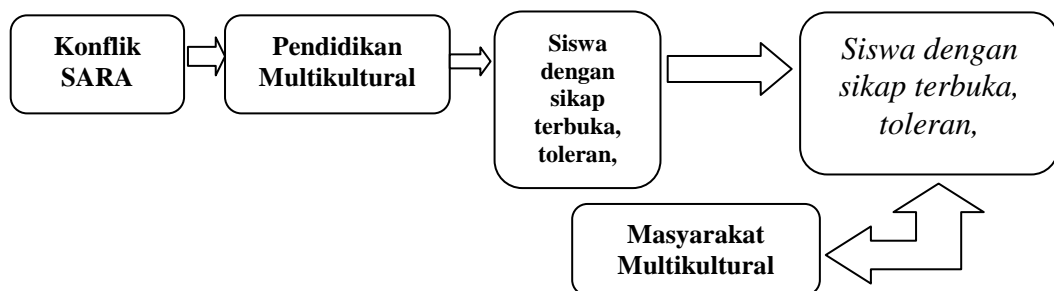 Konflik
SARA
Pendidikan
Multikultural
Siswa
dengan
sikap
terbuka,
toleran,
Siswa dengan
sikap terbuka,
toleran,
Masyarakat
Multikultural